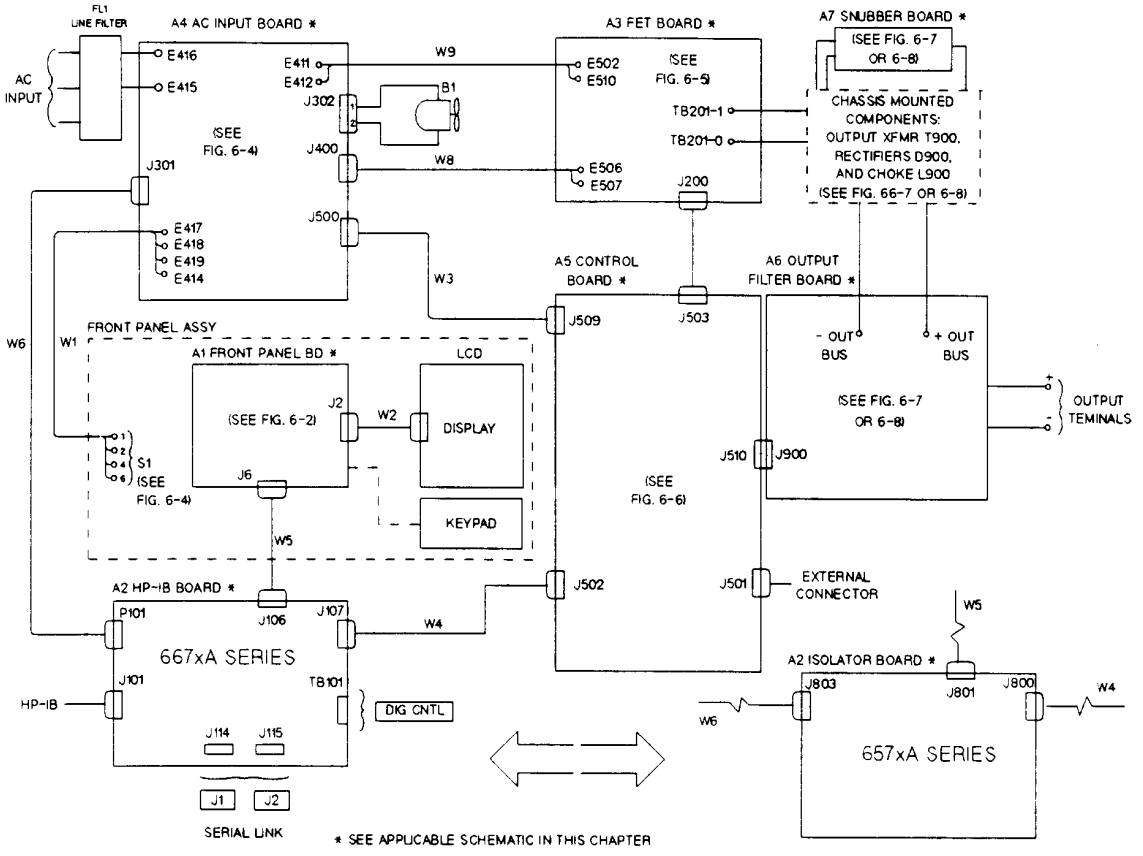 FL1
LINE FILTER
A4 AC INPUT BOARD *
A3 FET BOARD *
A7 SNUBBER BOARD *
(SEE FIG. 6-7
OR 6-8)
AC
INPUT
E416
E415
E411
E412
W9
E502
E510
(SEE
FIG. 6-5)
J302
1
2
B1
TB201-1
TB201-0
CHASSIS MOUNTED
COMPONENTS:
OUTPUT XFMR T900,
RECTIFIERS D900,
AND CHOKE L900
(SEE FIG. 66-7 OR 6-8)
(SEE
FIG. 6-4)
J400
W8
E506
E507
J301
J200
J500
E417
E418
E419
E414
W3
A5 CONTROL
BOARD *
A6 OUTPUT
FILTER BOARD *
J509
J503
- OUT
BUS
+ OUT
BUS
W6
W1
FRONT PANEL ASSY
A1 FRONT PANEL BD *
LCD
(SEE FIG. 6-2)
J2
W2
DISPLAY
(SEE FIG. 6-7
OR 6-8)
+
-
OUTPUT
TEMINALS
1
2
4
6
S1
(SEE
FIG. 6-4)
J6
KEYPAD
W5
(SEE
FIG. 6-6)
J510
J900
A2 HP-IB BOARD *
P101
J106
J107
W4
J502
J501
EXTERNAL
CONNECTOR
667xA SERIES
J101
HP-IB
TB101
DIG CNTL
J114
J115
J1
J2
SERIAL LINK
W5
A2 ISOLATOR BOARD *
J803
J801
J800
W6
W4
657xA SERIES
* SEE APPLICABLE SCHEMATIC IN THIS CHAPTER